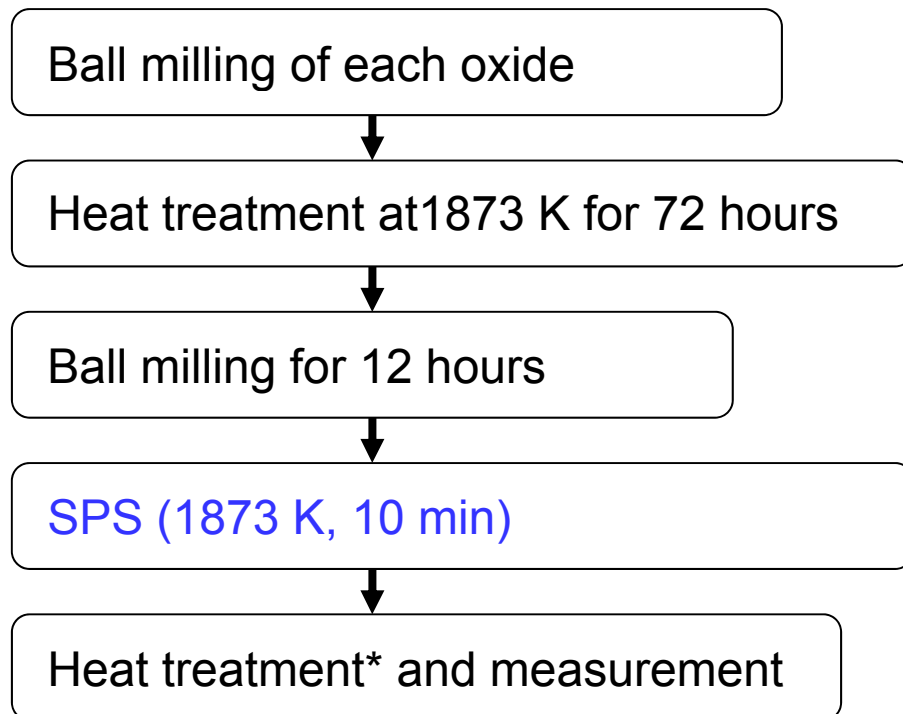 Ball milling of each oxide
Heat treatment at1873 K for 72 hours
Ball milling for 12 hours
SPS (1873 K, 10 min)
Heat treatment* and measurement